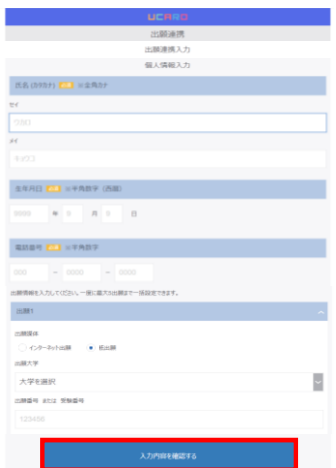 UCARO
出願連携
出願連携入力
個人情報入力
氏名 (カタカナ) 必須 ※全角カナ
セイ
メイ
生年月日 必須 ※半角数字 (西暦)
0000 年 0 月 0 日
電話番号 必須 ※半角数字
000 - 0000 - 0000
出願情報を入力してください。一度に最大5出願まで一括設定できます。
出願1
出願媒体
インターネット出願 紙出願
出願大学
大学を選択
出願番号 または 受験番号
123456
入力内容を確認する